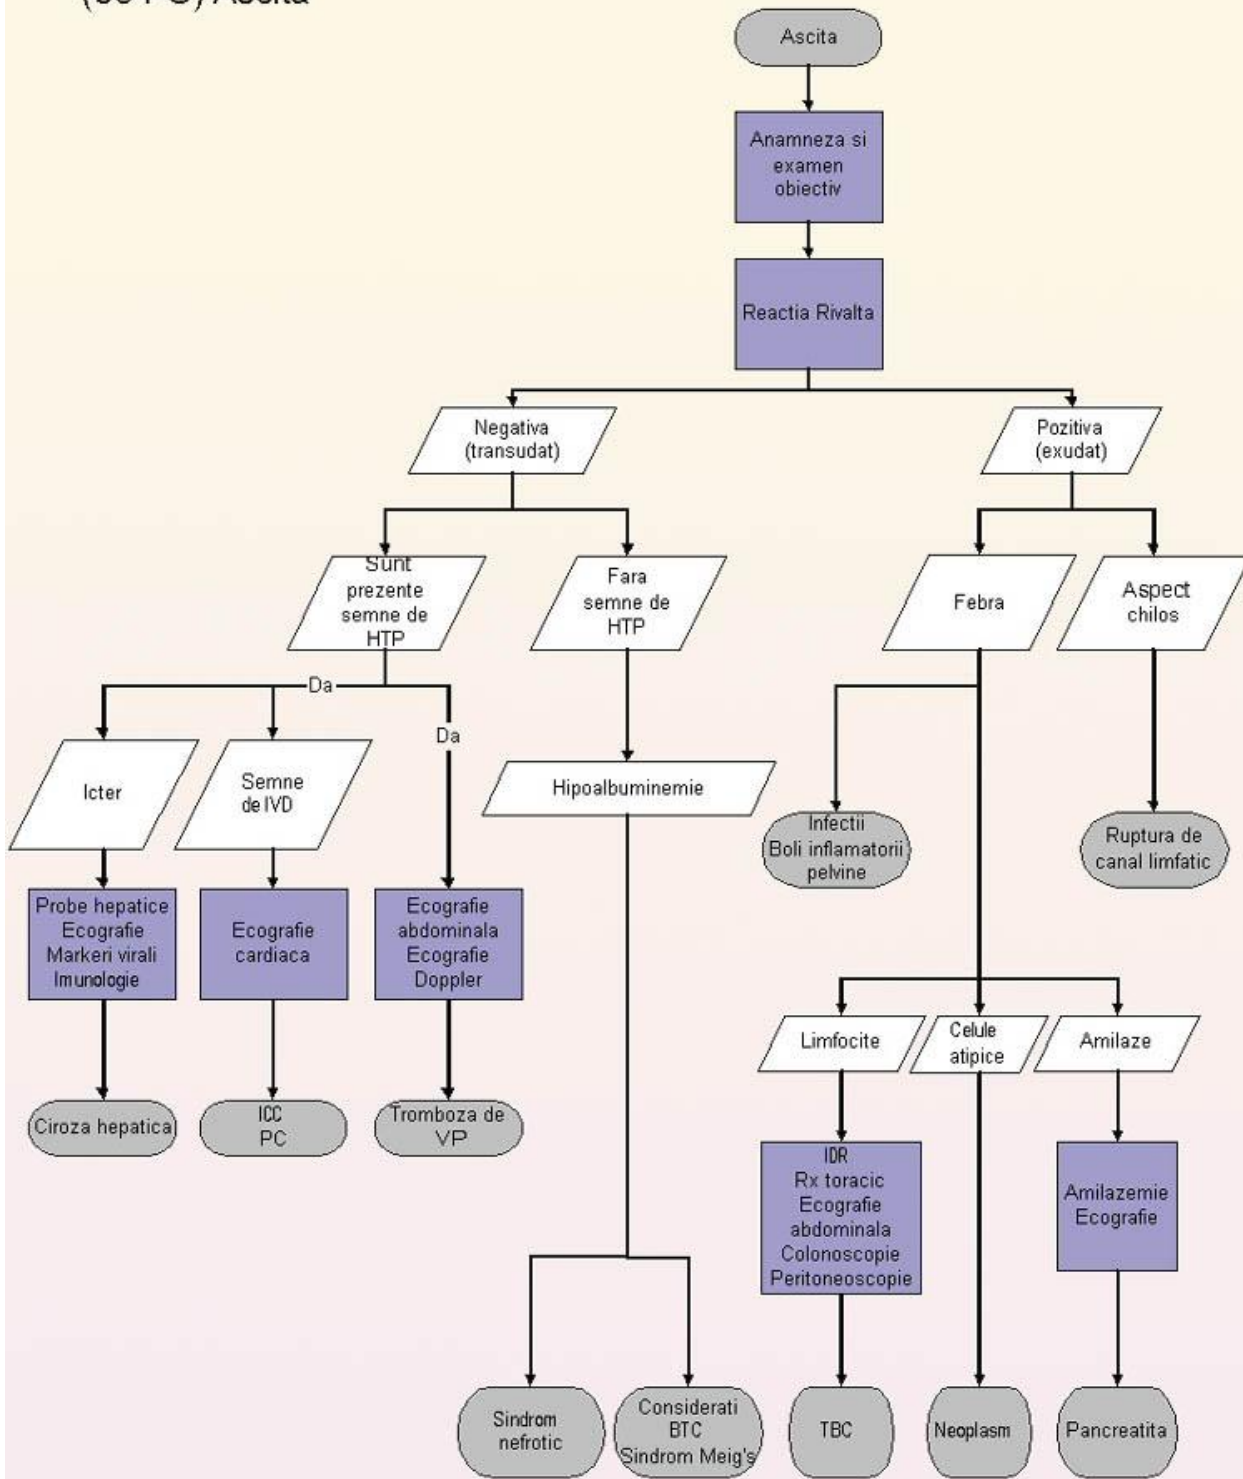 Ascita
Ascita
Anamneza si
examen
obiectiv
Reactia Rivalta
Negativa
(transudat)
Pozitiva
(exudat)
Sunt
prezente
semne de
HTP
Fara
semne de
HTP
Febra
Aspect
chilos
Da
Da
Icter
Semne
de IVD
Hipoalbuminemie
Infectii
Boli inflamatorii
pelvine
Ruptura de
canal limfatic
Probe hepatice
Ecografie
Markeri virali
Imunologie
Ecografie
cardiaca
Ecografie
abdominala
Ecografie
Doppler
Limfocite
Celule
atipice
Amilaze
Ciroza hepatica
ICC
PC
Tromboza de
VP
IDR
Rx toracic
Ecografie
abdominala
Colonoscopie
Peritoneoscopie
Amilazemie
Ecografie
Sindrom
nefrotic
Considerati
BTC
Sindrom Meig's
TBC
Neoplasm
Pancreatita